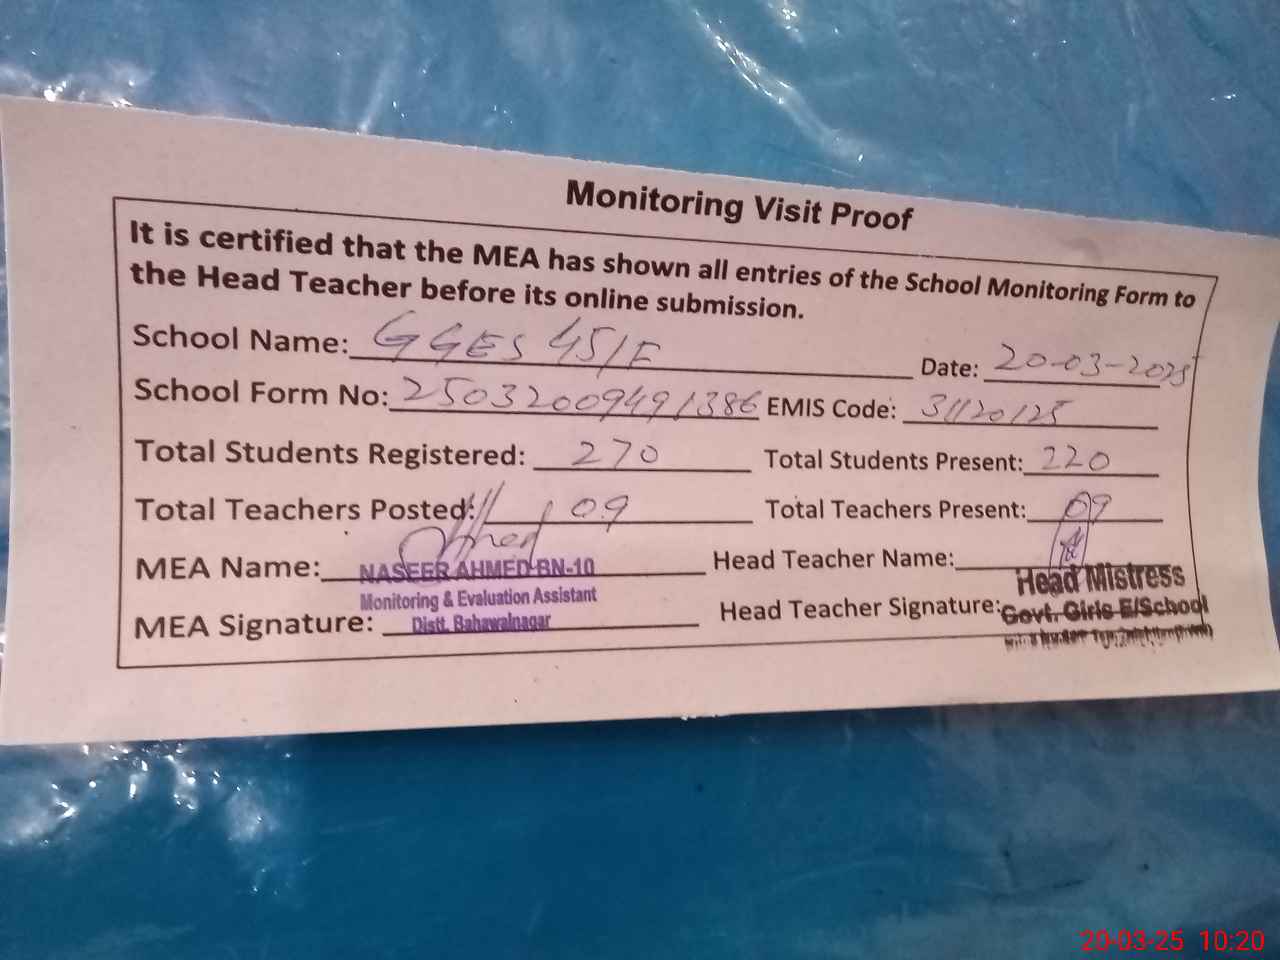 Monitoring Visit Proof
It is certified that the MEA has shown all entries of the School Monitoring Form to
the Head Teacher before its online submission.
School Name: GGES 45/F Date: 20-03-2025
School Form No: 25032009491386 EMIS Code: 31120125
Total Students Registered: 270 Total Students Present: 220
Total Teachers Posted: 09 Total Teachers Present: 09
MEA Name: NASEER AHMED BN-10 Head Teacher Name:
Monitoring & Evaluation Assistant Head Mistress
MEA Signature: Distt. Bahawalnagar Head Teacher Signature: Govt. Girls E/School
20-03-25 10:20